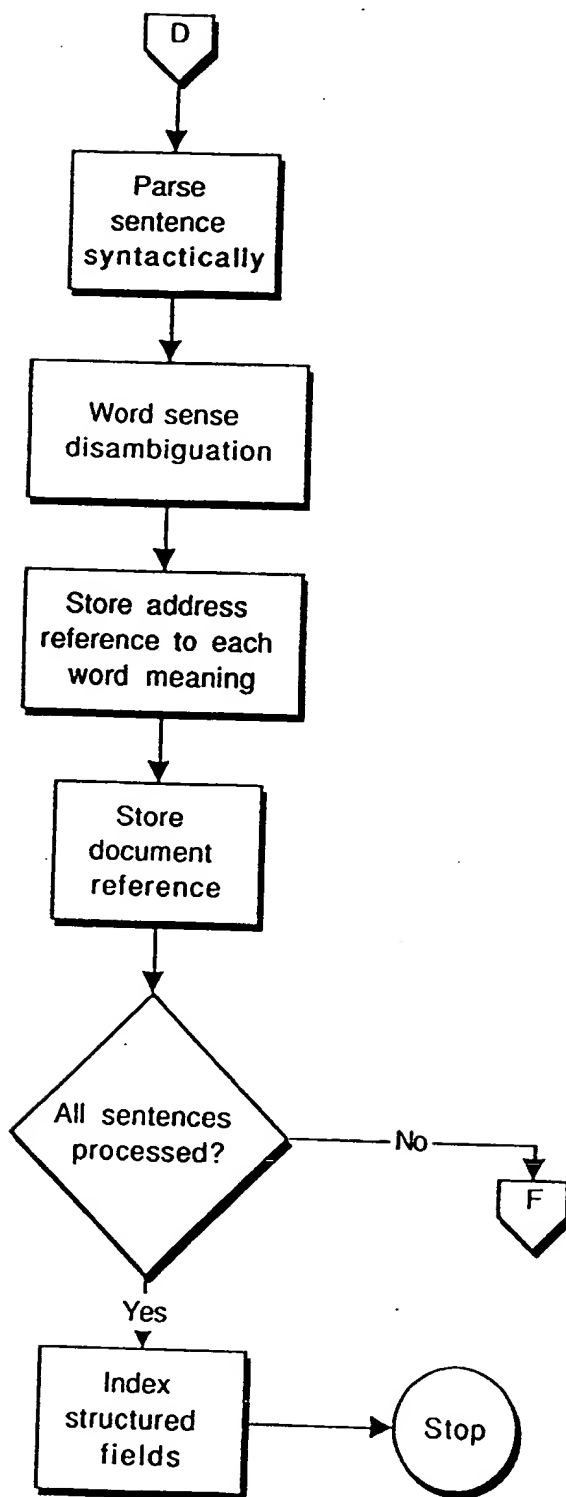 D
Parse
sentence
syntactically
Word sense
disambiguation
Store address
reference to each
word meaning
Store
document
reference
All sentences
processed?
No
F
Yes
Index
structured
fields
Stop